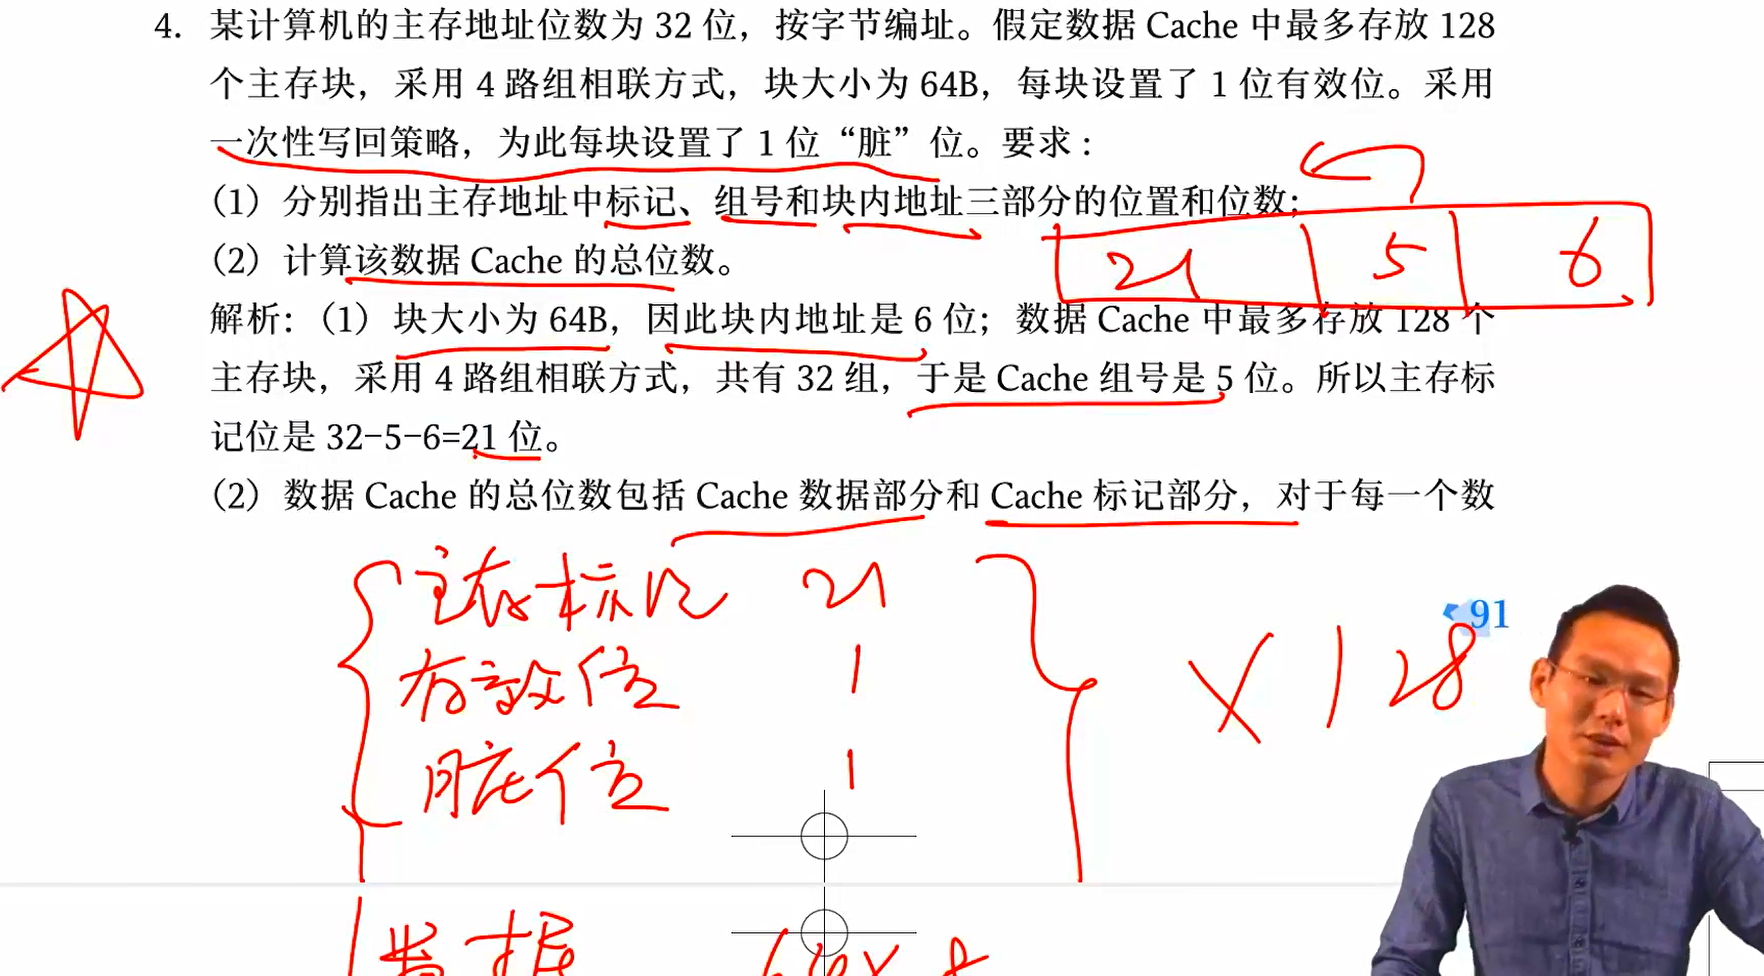 4. 某计算机的主存地址位数为 32 位，按字节编址。假定数据 Cache 中最多存放 128
个主存块，采用 4 路组相联方式，块大小为 64B，每块设置了 1 位有效位。采用
一次性写回策略，为此每块设置了 1 位“脏”位。要求：
（1）分别指出主存地址中标记、组号和块内地址三部分的位置和位数；
（2）计算该数据 Cache 的总位数。
21 5 6
解析：（1）块大小为 64B，因此块内地址是 6 位；数据 Cache 中最多存放 128 个
主存块，采用 4 路组相联方式，共有 32 组，于是 Cache 组号是 5 位。所以主存标
记位是 32−5−6=21 位。
（2）数据 Cache 的总位数包括 Cache 数据部分和 Cache 标记部分，对于每一个数
主存标记 21
91
有效位 1
× 128
脏位 1
数据 64×8